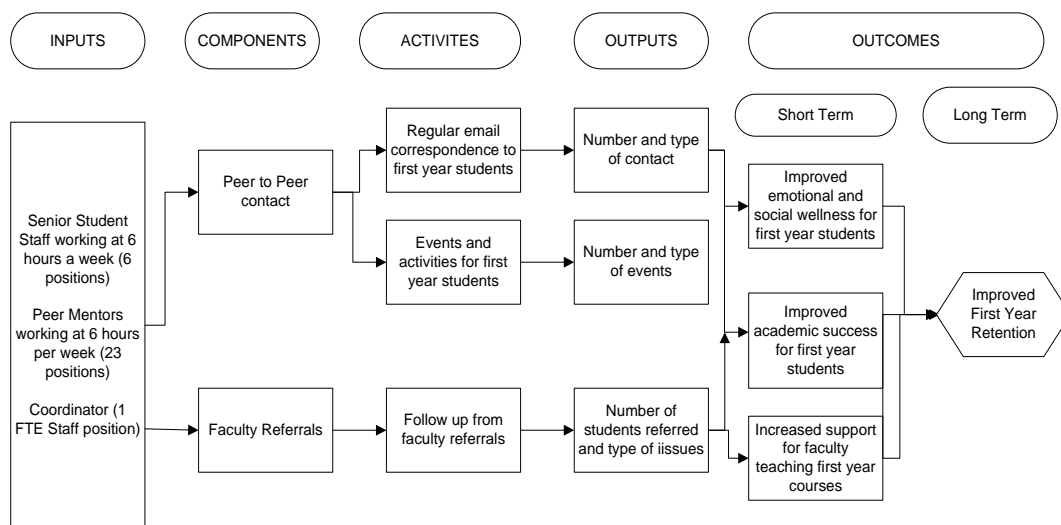 INPUTS
COMPONENTS
ACTIVITES
OUTPUTS
OUTCOMES
Short Term
Long Term
Senior Student
Staff working at 6
hours a week (6
positions)
Peer Mentors
working at 6 hours
per week (23
positions)
Coordinator (1
FTE Staff position)
Peer to Peer
contact
Faculty Referrals
Regular email
correspondence to
first year students
Events and
activities for first
year students
Follow up from
faculty referrals
Number and
type of contact
Number and type
of events
Number of
students referred
and type of iissues
Improved
emotional and
social wellness for
first year students
Improved
academic success
for first year
students
Increased support
for faculty
teaching first year
courses
Improved
First Year
Retention